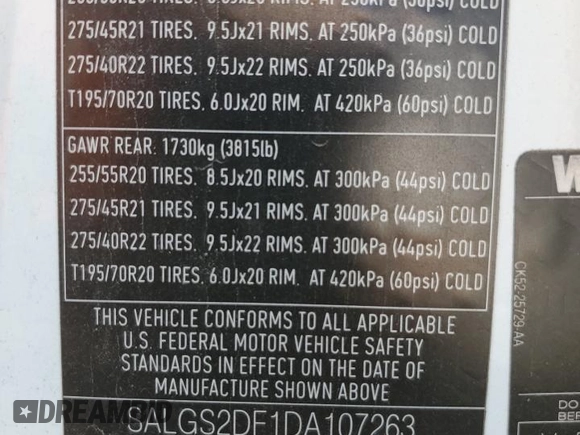 275/45R21 TIRES. 9.5Jx21 RIMS. AT 250kPa (36psi) COLD
275/40R22 TIRES. 9.5Jx22 RIMS. AT 250kPa (36psi) COLD
T195/70R20 TIRES. 6.0Jx20 RIM. AT 420kPa (60psi) COLD
GAWR REAR: 1730kg (3815lb)
255/55R20 TIRES. 8.5Jx20 RIMS. AT 300kPa (44psi) COLD
275/45R21 TIRES. 9.5Jx21 RIMS. AT 300kPa (44psi) COLD
275/40R22 TIRES. 9.5Jx22 RIMS. AT 300kPa (44psi) COLD
T195/70R20 TIRES. 6.0Jx20 RIM. AT 420kPa (60psi) COLD
THIS VEHICLE CONFORMS TO ALL APPLICABLE
U.S. FEDERAL MOTOR VEHICLE SAFETY
STANDARDS IN EFFECT ON THE DATE OF
MANUFACTURE SHOWN ABOVE
SALGS2DF1DA107263
CK52-25729-AA
DO
DREAMBID